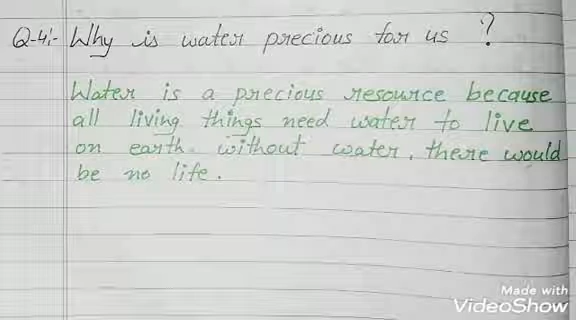 Q-4:- Why is water precious for us ?
Water is a precious resource because
all living things need water to live
on earth. without water, there would
be no life.
Made with
VideoShow